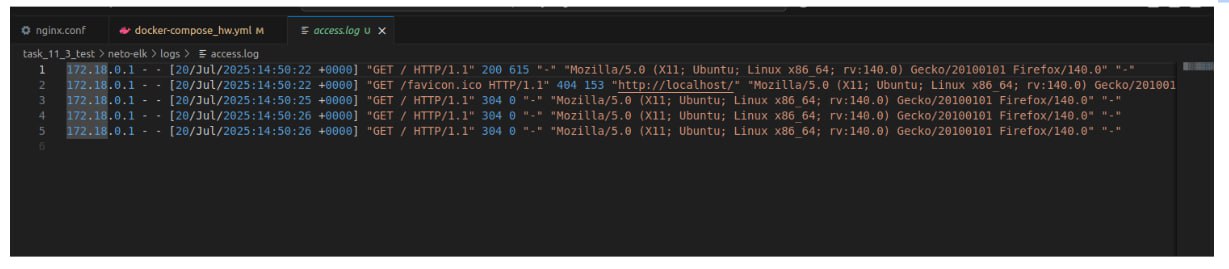 nginx.conf docker-compose_hw.yml M access.log U ×
task_11_3_test > neto-elk > logs > access.log
1 172.18.0.1 - - [20/Jul/2025:14:50:22 +0000] "GET / HTTP/1.1" 200 615 "-" "Mozilla/5.0 (X11; Ubuntu; Linux x86_64; rv:140.0) Gecko/20100101 Firefox/140.0" "-"
2 172.18.0.1 - - [20/Jul/2025:14:50:22 +0000] "GET /favicon.ico HTTP/1.1" 404 153 "http://localhost/" "Mozilla/5.0 (X11; Ubuntu; Linux x86_64; rv:140.0) Gecko/201001
3 172.18.0.1 - - [20/Jul/2025:14:50:25 +0000] "GET / HTTP/1.1" 304 0 "-" "Mozilla/5.0 (X11; Ubuntu; Linux x86_64; rv:140.0) Gecko/20100101 Firefox/140.0" "-"
4 172.18.0.1 - - [20/Jul/2025:14:50:26 +0000] "GET / HTTP/1.1" 304 0 "-" "Mozilla/5.0 (X11; Ubuntu; Linux x86_64; rv:140.0) Gecko/20100101 Firefox/140.0" "-"
5 172.18.0.1 - - [20/Jul/2025:14:50:26 +0000] "GET / HTTP/1.1" 304 0 "-" "Mozilla/5.0 (X11; Ubuntu; Linux x86_64; rv:140.0) Gecko/20100101 Firefox/140.0" "-"
6